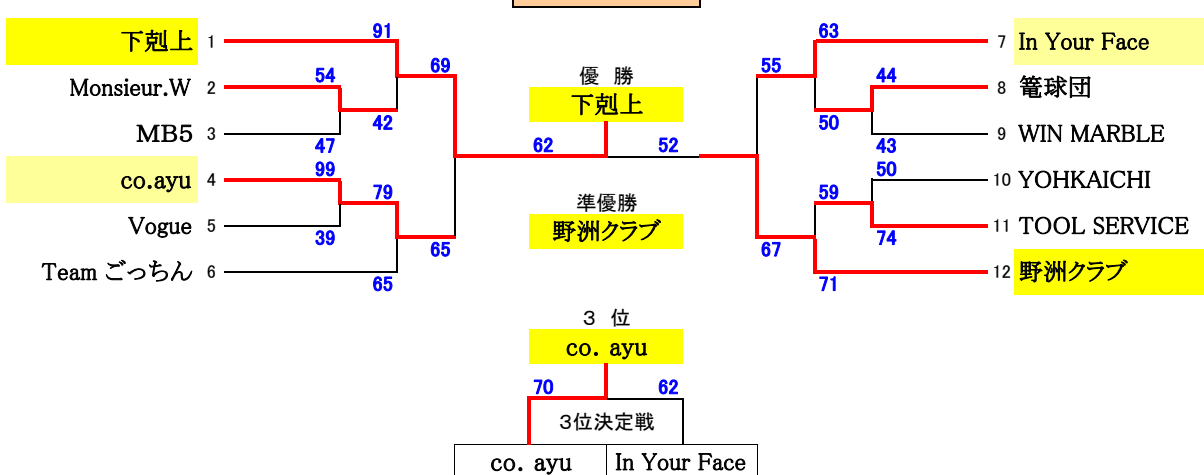 下剋上 1 91 63 7 In Your Face
69 優 勝 55
Monsieur.W 2 54 下剋上 44 8 篭球団
42 50
MB5 3 47 62 52 43 9 WIN MARBLE
co.ayu 4 99 50 10 YOHKAICHI
79 準優勝 59
Vogue 5 39 野洲クラブ 74 11 TOOL SERVICE
65 67
Team ごっちん 6 65 71 12 野洲クラブ
3 位
co. ayu
70 62
3位決定戦
co. ayu In Your Face